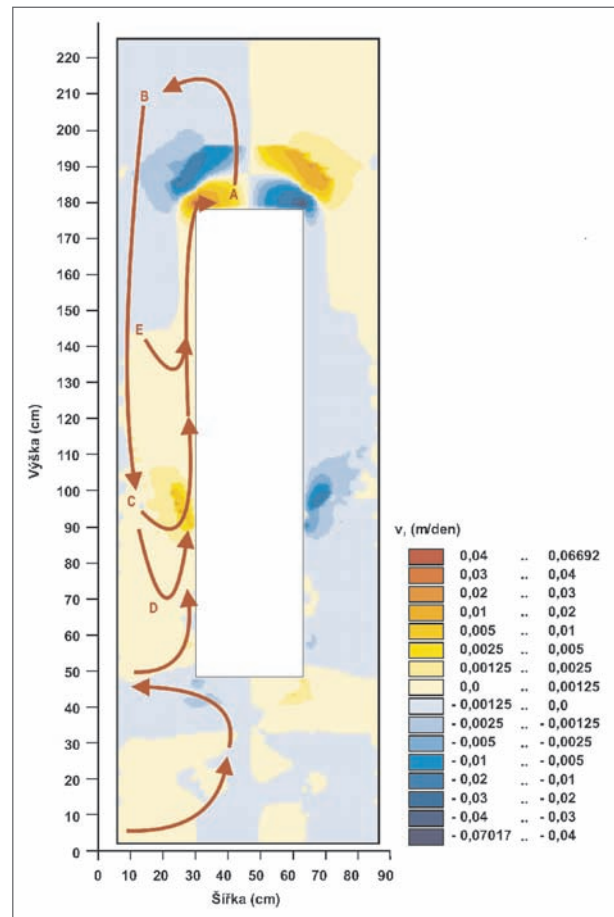 220
210
200
190
180
170
160
150
140
130
120
110
100
90
80
70
60
50
40
30
20
10
0
Výška (cm)
B
A
E
C
D
0 10 20 30 40 50 60 70 80 90
Šířka (cm)
v, (m/den)
0,04 .. 0,06692
0,03 .. 0,04
0,02 .. 0,03
0,01 .. 0,02
0,005 .. 0,01
0,0025 .. 0,005
0,00125 .. 0,0025
0,0 .. 0,00125
- 0,00125 .. 0,0
- 0,0025 .. - 0,00125
- 0,005 .. - 0,0025
- 0,01 .. - 0,005
- 0,02 .. - 0,01
- 0,03 .. - 0,02
- 0,04 .. - 0,03
- 0,07017 .. - 0,04